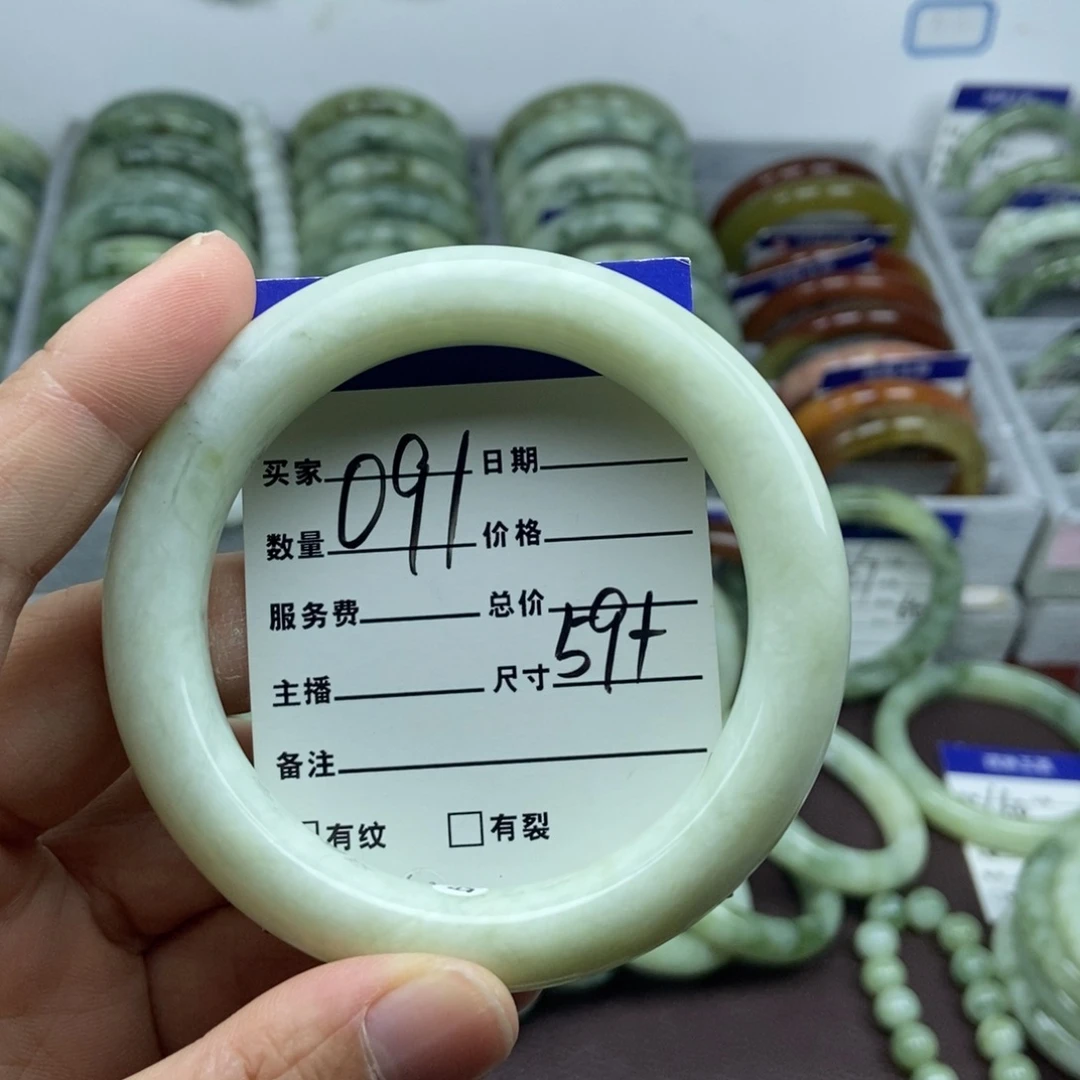 买家 091 日期
数量 价格
服务费 总价
主播 尺寸 59+
备注
有纹 有裂